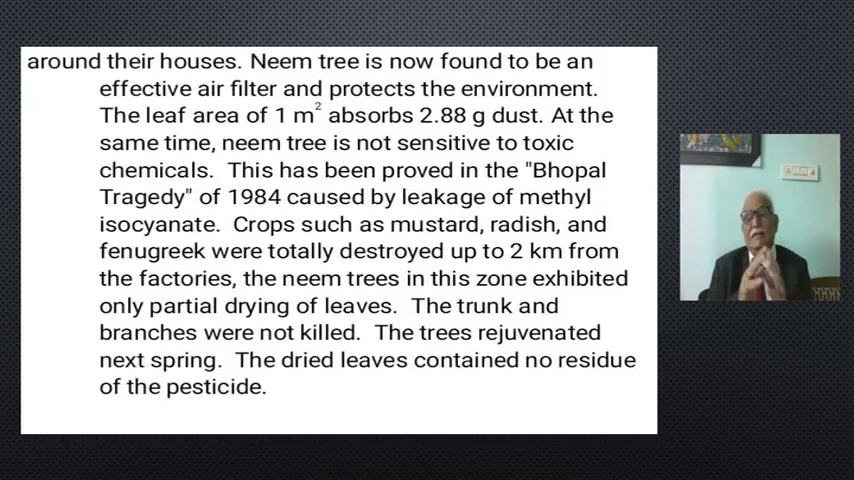 around their houses. Neem tree is now found to be an
effective air filter and protects the environment.
The leaf area of 1 m² absorbs 2.88 g dust. At the
same time, neem tree is not sensitive to toxic
chemicals. This has been proved in the "Bhopal
Tragedy" of 1984 caused by leakage of methyl
isocyanate. Crops such as mustard, radish, and
fenugreek were totally destroyed up to 2 km from
the factories, the neem trees in this zone exhibited
only partial drying of leaves. The trunk and
branches were not killed. The trees rejuvenated
next spring. The dried leaves contained no residue
of the pesticide.